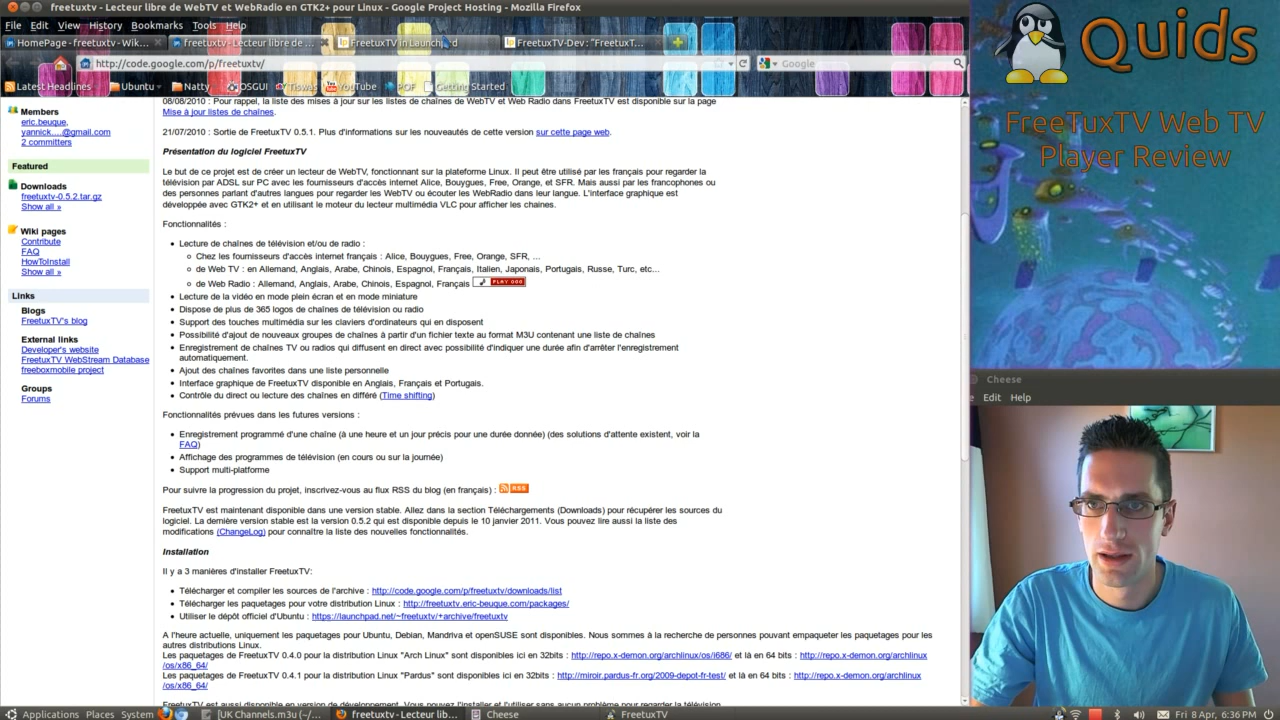 freetuxtv - Lecteur libre de WebTV et WebRadio en GTK2+ pour Linux - Google Project Hosting - Mozilla Firefox
File Edit View History Bookmarks Tools Help
HomePage - freetuxtv - Wik...
freetuxtv - Lecteur libre de ...
FreetuxTV in Launchpad
FreetuxTV-Dev : "FreetuxT...
http://code.google.com/p/freetuxtv/
Google
Latest Headlines
Ubuntu
Natty
OSGUI
YouTube
Getting Started
Members
eric.beuque,
yannick....@gmail.com
2 committers
Featured
Downloads
freetuxtv-0.5.2.tar.gz
Show all »
Wiki pages
Contribute
FAQ
HowToInstall
Show all »
Links
Blogs
FreetuxTV's blog
External links
Developer's website
FreetuxTV WebStream Database
freeboxmobile project
Groups
Forums
08/08/2010 : Pour rappel, la liste des mises à jour sur les listes de chaînes de WebTV et Web Radio dans FreetuxTV est disponible sur la page
Mise à jour listes de chaînes.
21/07/2010 : Sortie de FreetuxTV 0.5.1. Plus d'informations sur les nouveautés de cette version sur cette page web.
Présentation du logiciel FreetuxTV
Le but de ce projet est de créer un lecteur de WebTV, fonctionnant sur la plateforme Linux. Il peut être utilisé par les français pour regarder la
télévision par ADSL sur PC avec les fournisseurs d'accès internet Alice, Bouygues, Free, Orange, et SFR. Mais aussi par les francophones ou
des personnes parlant d'autres langues pour regarder les WebTV ou écouter les WebRadio dans leur langue. L'interface graphique est
développée avec GTK2+ et en utilisant le moteur du lecteur multimédia VLC pour afficher les chaines.
Fonctionnalités :
Lecture de chaînes de télévision et/ou de radio :
Chez les fournisseurs d'accès internet français : Alice, Bouygues, Free, Orange, SFR, ...
de Web TV : en Allemand, Anglais, Arabe, Chinois, Espagnol, Français, Italien, Japonais, Portugais, Russe, Turc, etc...
de Web Radio : Allemand, Anglais, Arabe, Chinois, Espagnol, Français PLAY OGG
Lecture de la vidéo en mode plein écran et en mode miniature
Dispose de plus de 365 logos de chaînes de télévision ou radio
Support des touches multimédia sur les claviers d'ordinateurs qui en disposent
Possibilité d'ajout de nouveaux groupes de chaînes à partir d'un fichier texte au format M3U contenant une liste de chaînes
Enregistrement de chaînes TV ou radios qui diffusent en direct avec possibilité d'indiquer une durée afin d'arrêter l'enregistrement
automatiquement.
Ajout des chaînes favorites dans une liste personnelle
Interface graphique de FreetuxTV disponible en Anglais, Français et Portugais.
Contrôle du direct ou lecture des chaînes en différé (Time shifting)
Fonctionnalités prévues dans les futures versions :
Enregistrement programmé d'une chaîne (à une heure et un jour précis pour une durée donnée) (des solutions d'attente existent, voir la
FAQ)
Affichage des programmes de télévision (en cours ou sur la journée)
Support multi-platforme
Pour suivre la progression du projet, inscrivez-vous au flux RSS du blog (en français) : RSS
FreetuxTV est maintenant disponible dans une version stable. Allez dans la section Téléchargements (Downloads) pour récupérer les sources du
logiciel. La dernière version stable est la version 0.5.2 qui est disponible depuis le 10 janvier 2011. Vous pouvez lire aussi la liste des
modifications (ChangeLog) pour connaître la liste des nouvelles fonctionnalités.
Installation
Il y a 3 manières d'installer FreetuxTV:
Télécharger et compiler les sources de l'archive : http://code.google.com/p/freetuxtv/downloads/list
Télécharger les paquetages pour votre distribution Linux : http://freetuxtv.eric-beuque.com/packages/
Utiliser le dépôt officiel d'Ubuntu : https://launchpad.net/~freetuxtv/+archive/freetuxtv
A l'heure actuelle, uniquement les paquetages pour Ubuntu, Debian, Mandriva et openSUSE sont disponibles. Nous sommes à la recherche de personnes pouvant empaqueter les paquetages pour les
autres distributions Linux.
Les paquetages de FreetuxTV 0.4.0 pour la distribution Linux "Arch Linux" sont disponibles ici en 32bits : http://repo.x-demon.org/archlinux/os/i686/ et là en 64 bits : http://repo.x-demon.org/archlinux
/os/x86_64/
Les paquetages de FreetuxTV 0.4.1 pour la distribution Linux "Pardus" sont disponibles ici en 32bits : http://miroir.pardus-fr.org/2009-depot-fr-test/ et là en 64 bits : http://repo.x-demon.org/archlinux
/os/x86_64/
Quids
FreeTuxTV Web TV
Player Review
Cheese
Edit Help
Applications Places System
[UK Channels.m3u (~/...
freetuxtv - Lecteur lib...
Cheese
FreetuxTV
Fri 8 Apr, 6:36 PM